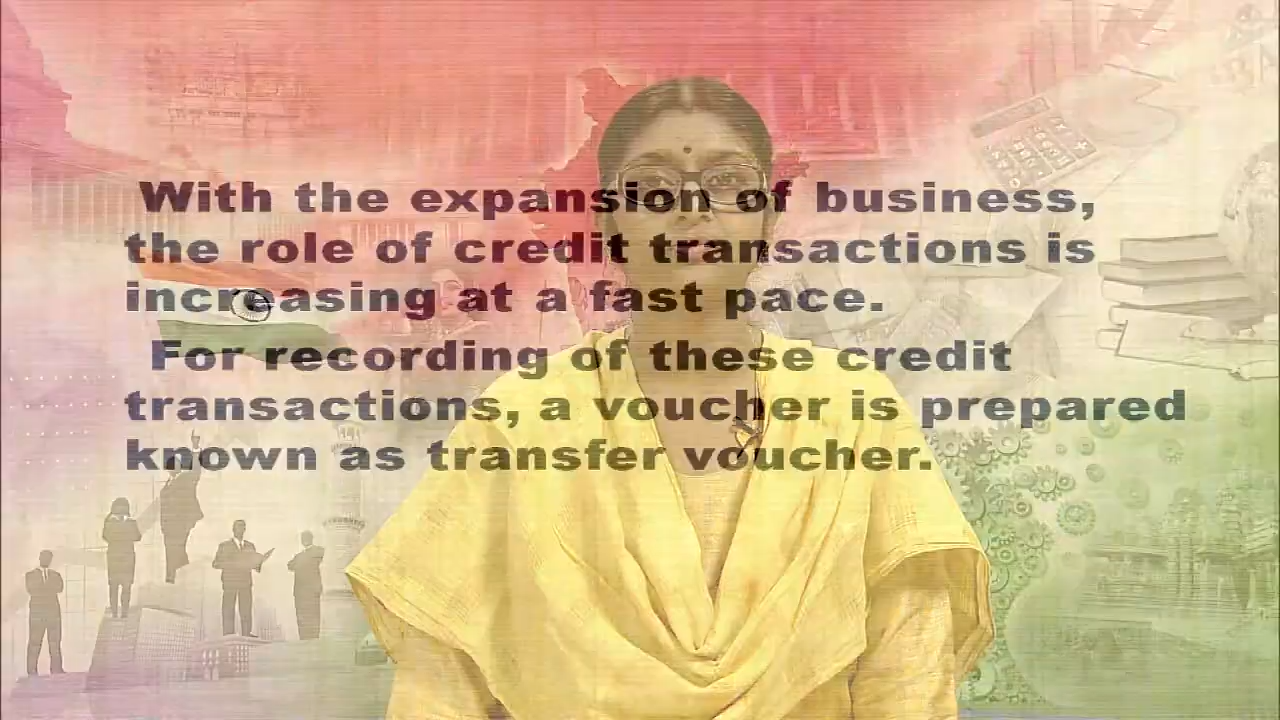 With the expansion of business,
the role of credit transactions is
increasing at a fast pace.
For recording of these credit
transactions, a voucher is prepared
known as transfer voucher.